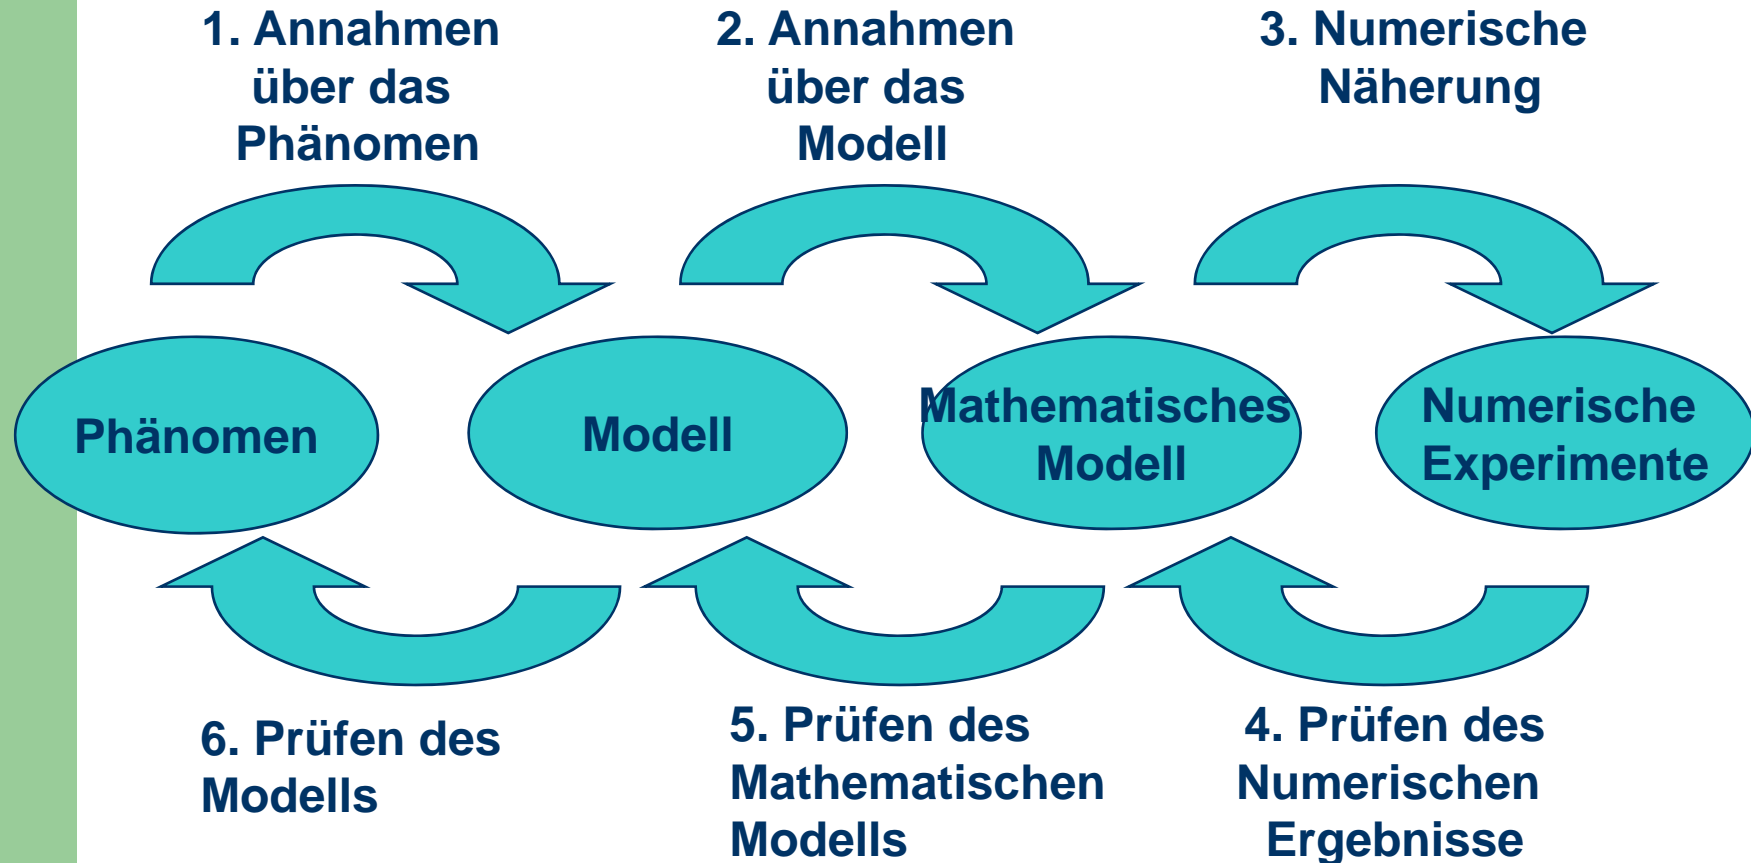 1. Annahmen
über das
Phänomen
2. Annahmen
über das
Modell
3. Numerische
Näherung
Phänomen
Modell
Mathematisches
Modell
Numerische
Experimente
6. Prüfen des
Modells
5. Prüfen des
Mathematischen
Modells
4. Prüfen des
Numerischen
Ergebnisse